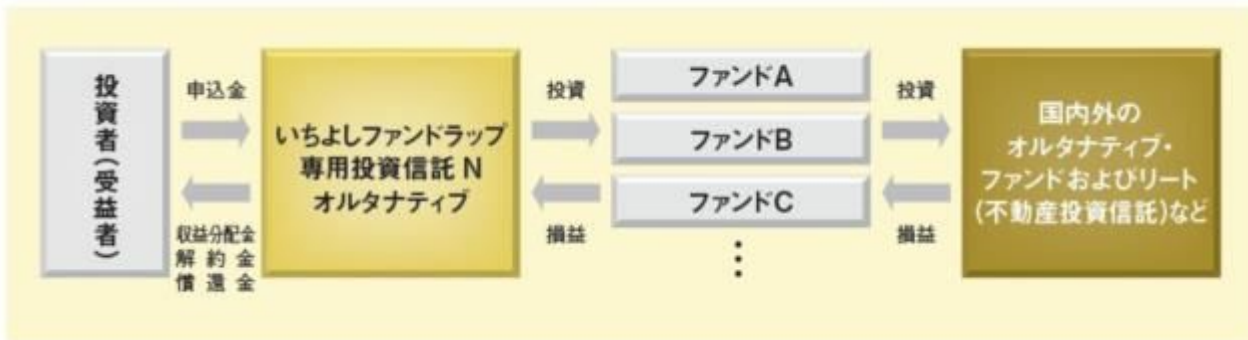 投資者(受益者)
申込金
収益分配金
解約金
償還金
いちよしファンドラップ
専用投資信託 N
オルタナティブ
投資
損益
ファンドA
ファンドB
ファンドC
⋮
投資
損益
国内外の
オルタナティブ・
ファンドおよびリート
(不動産投資信託)など